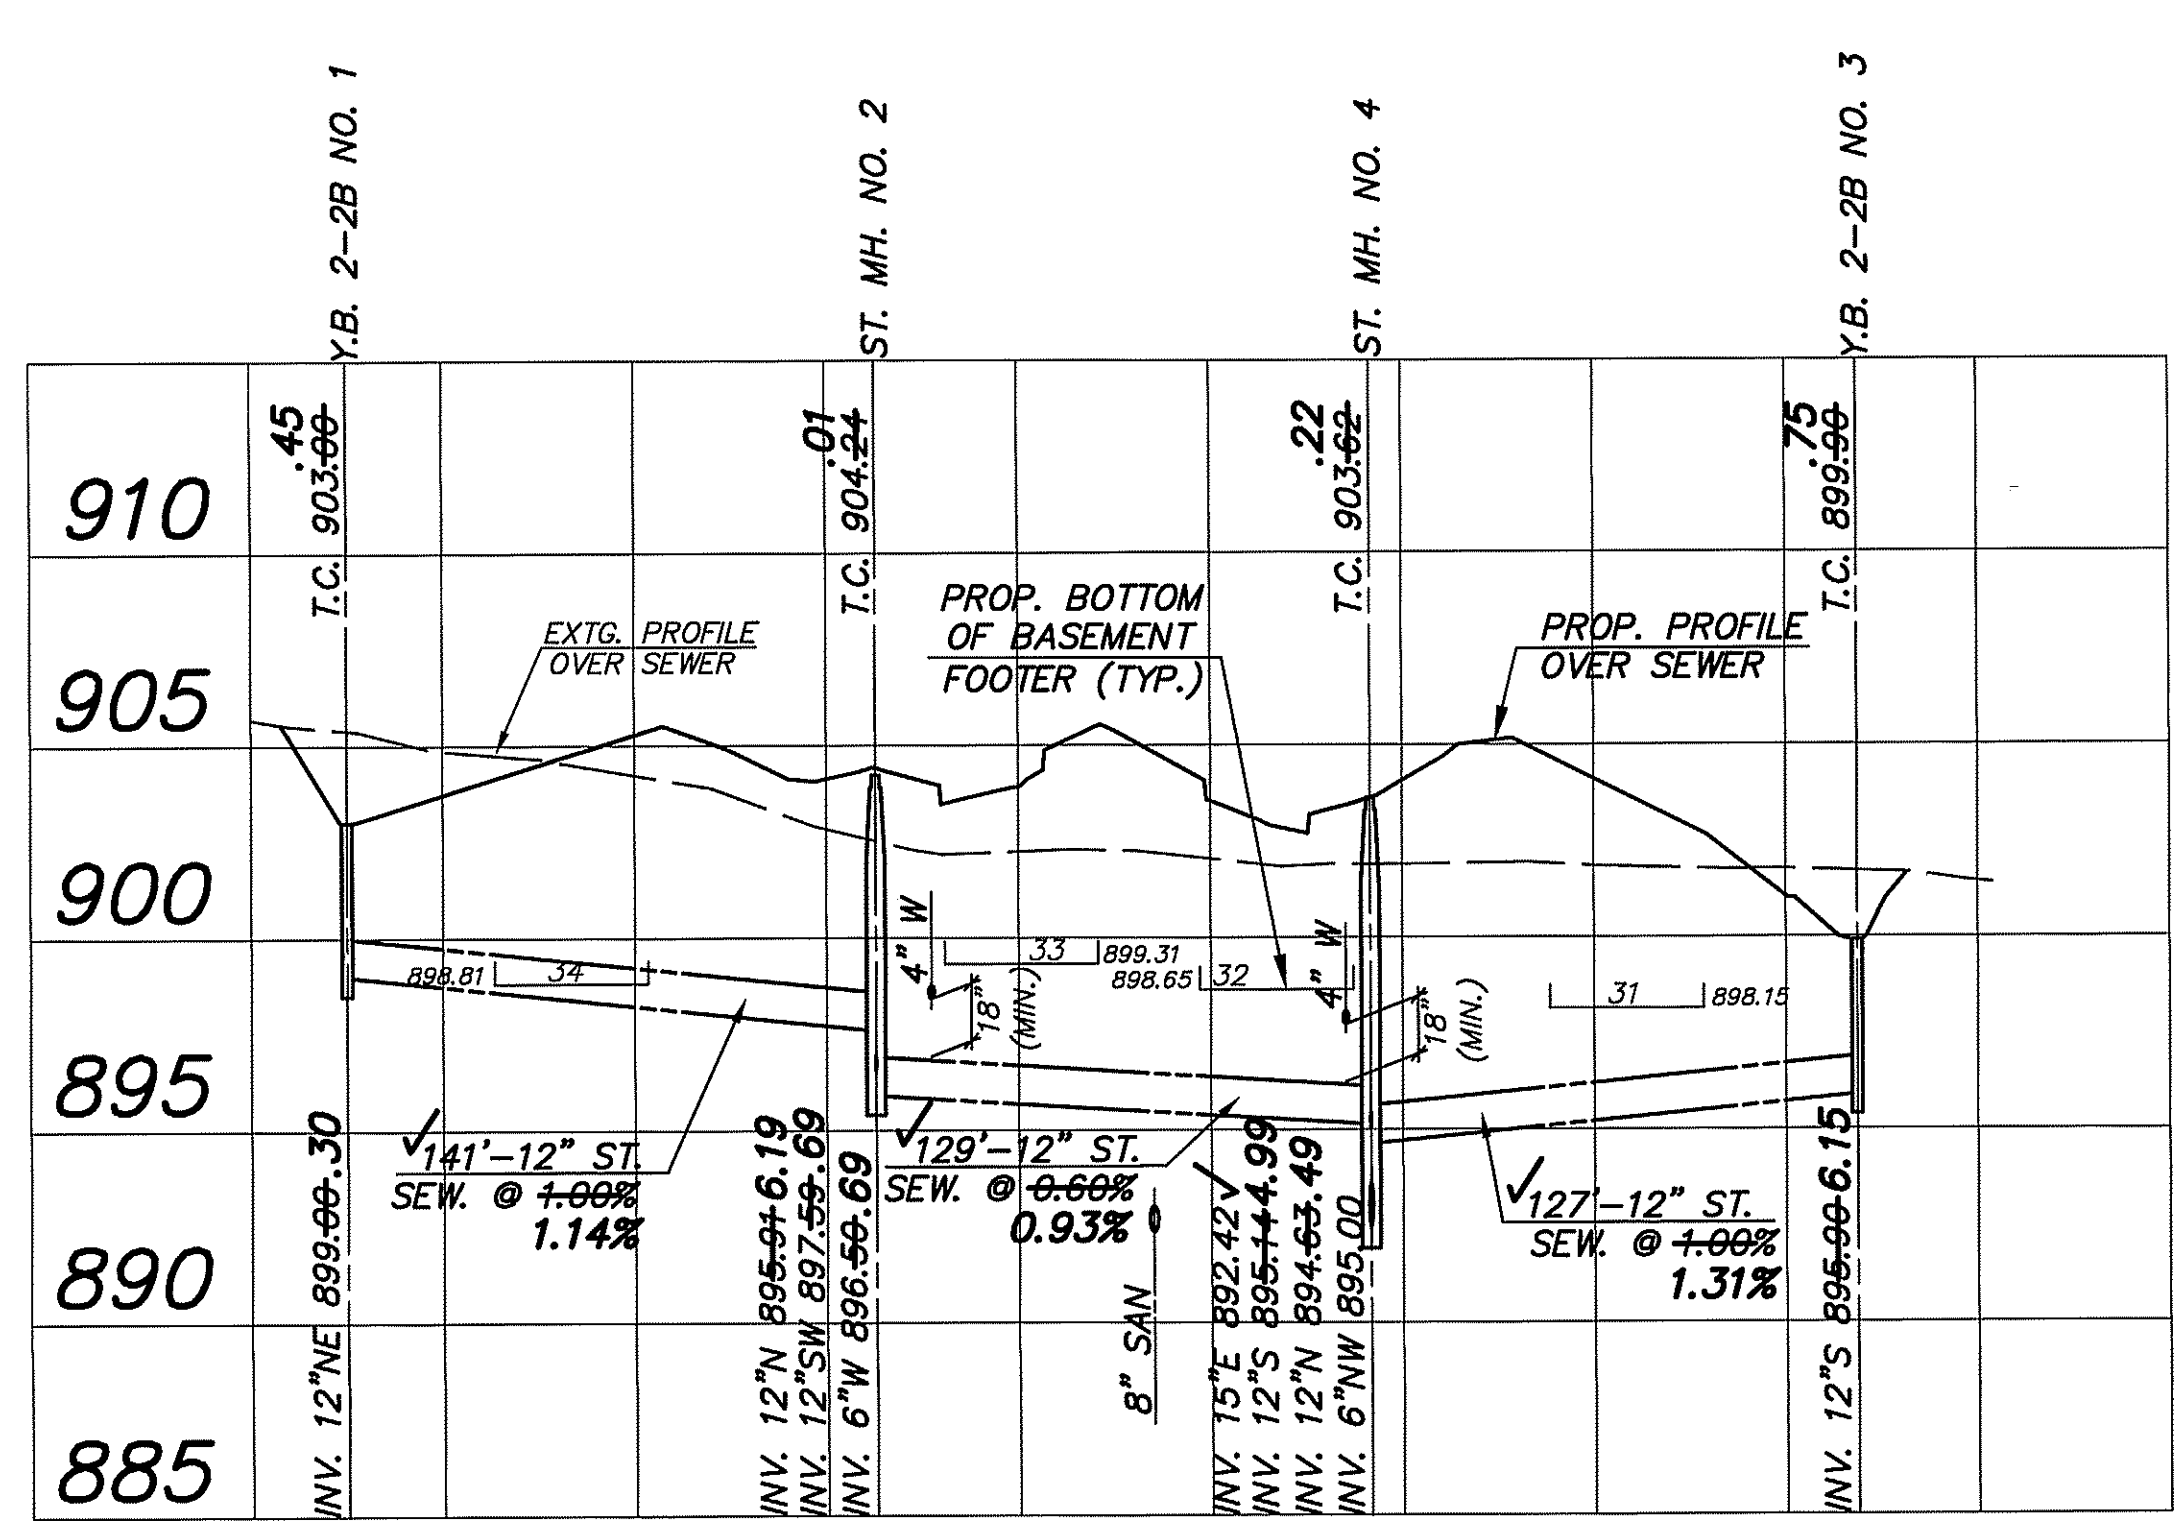 Y.B. 2-2B NO. 1
ST. MH. NO. 2
ST. MH. NO. 4
Y.B. 2-2B NO. 3
.45
T.C. 903.00
.01
T.C. 904.24
.22
T.C. 903.62
.75
T.C. 899.90
910
905
900
895
890
885
EXTG. PROFILE
OVER SEWER
PROP. BOTTOM
OF BASEMENT
FOOTER (TYP.)
PROP. PROFILE
OVER SEWER
898.81
34
4" W
33
899.31
18"
(MIN.)
898.65
32
4" W
18"
(MIN.)
31
898.15
✓141'-12" ST.
SEW. @ 1.00%
1.14%
✓129'-12" ST.
SEW. @ 0.60%
0.93%
✓127'-12" ST.
SEW. @ 1.00%
1.31%
8" SAN
INV. 12"NE 899.00.30
INV. 12"N 895.916.19
INV. 12"SW 897.59.69
INV. 6"W 896.50.69
INV. 15"E 892.42✓
INV. 12"S 895.144.99
INV. 12"N 894.63.49
INV. 6"NW 895.00
INV. 12"S 895.906.15